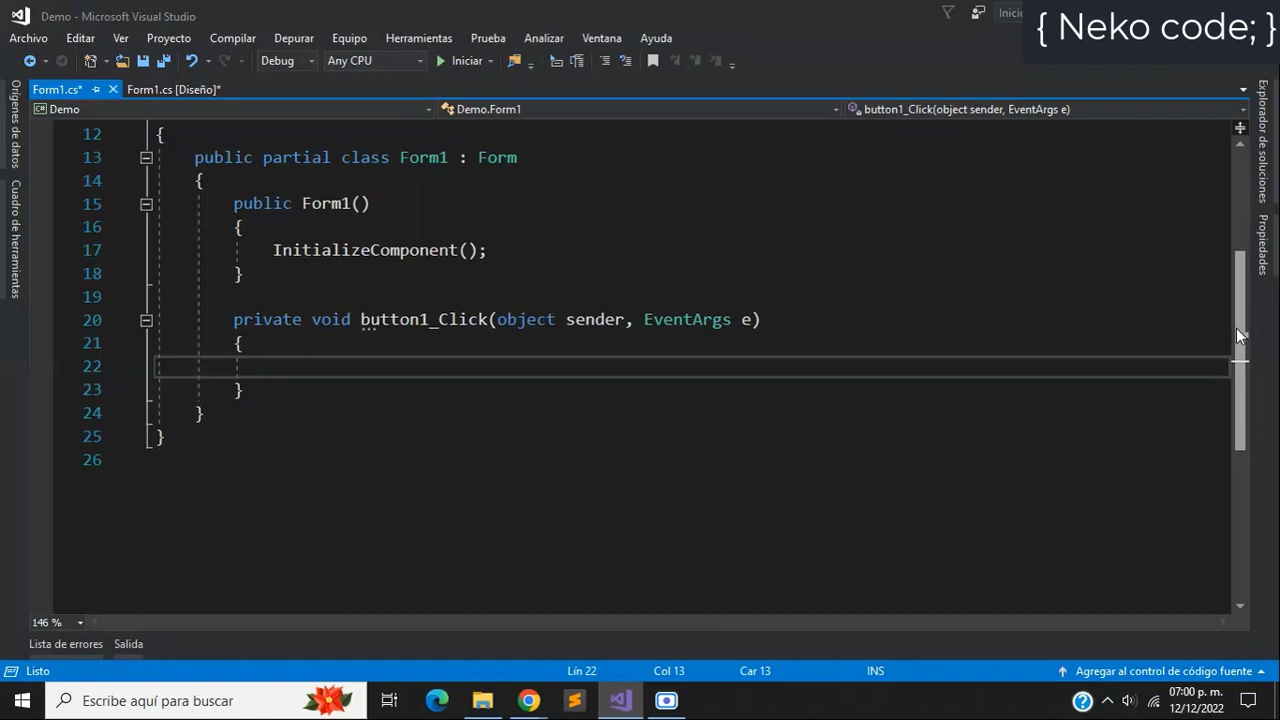 Demo - Microsoft Visual Studio
Inicia
{ Neko code; }
Archivo Editar Ver Proyecto Compilar Depurar Equipo Herramientas Prueba Analizar Ventana Ayuda
Debug Any CPU Iniciar
Form1.cs* Form1.cs [Diseño]*
Demo Demo.Form1 button1_Click(object sender, EventArgs e)
Orígenes de datos
Cuadro de herramientas
12 {
13 public partial class Form1 : Form
14 {
15 public Form1()
16 {
17 InitializeComponent();
18 }
19
20 private void button1_Click(object sender, EventArgs e)
21 {
22
23 }
24 }
25 }
26
Explorador de soluciones
Propiedades
146 %
Lista de errores Salida
Listo Lín 22 Col 13 Car 13 INS Agregar al control de código fuente
Escribe aquí para buscar
07:00 p. m.
12/12/2022